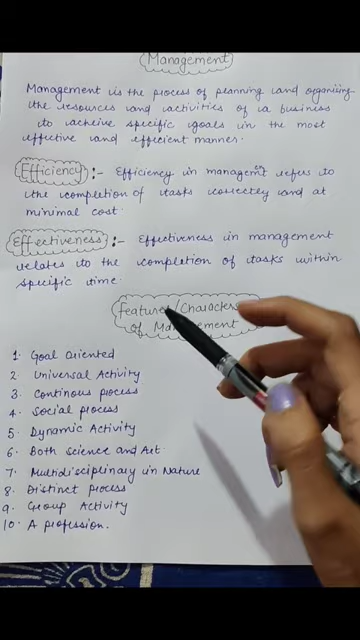 Management
Management is the process of planning and organizing
the resources and activities of a business
to acheive specific goals in the most
effective and efficient manner.
Efficiency :- Efficiency in management refers to
the completion of tasks correctly and at
minimal cost.
Effectiveness :- Effectiveness in management
relates to the completion of tasks within
specific time.
Features/
of Management
1. Goal Oriented
2. Universal Activity
3. Continous process
4. Social process
5. Dynamic Activity
6. Both Science and Art.
7. Multidisciplinary in Nature
8. Distinct process
9. Group Activity
10. A profession.